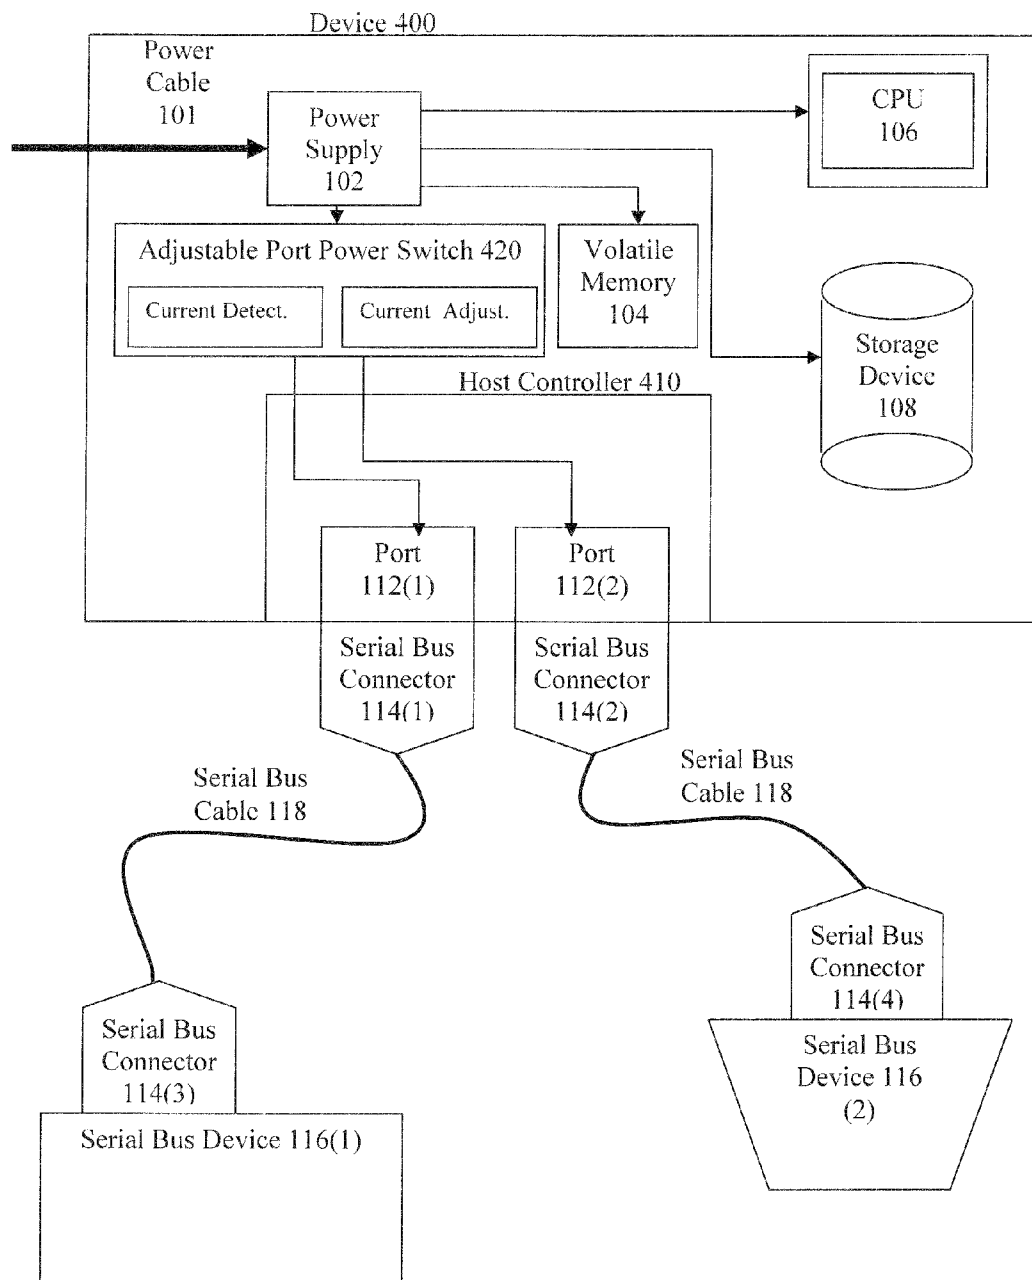 Device 400
Power
Cable
101
Power
Supply
102
CPU
106
Adjustable Port Power Switch 420
Current Detect.
Current Adjust.
Volatile
Memory
104
Storage
Device
108
Host Controller 410
Port
112(1)
Port
112(2)
Serial Bus
Connector
114(1)
Serial Bus
Connector
114(2)
Serial Bus
Cable 118
Serial Bus
Cable 118
Serial Bus
Connector
114(4)
Serial Bus
Device 116
(2)
Serial Bus
Connector
114(3)
Serial Bus Device 116(1)